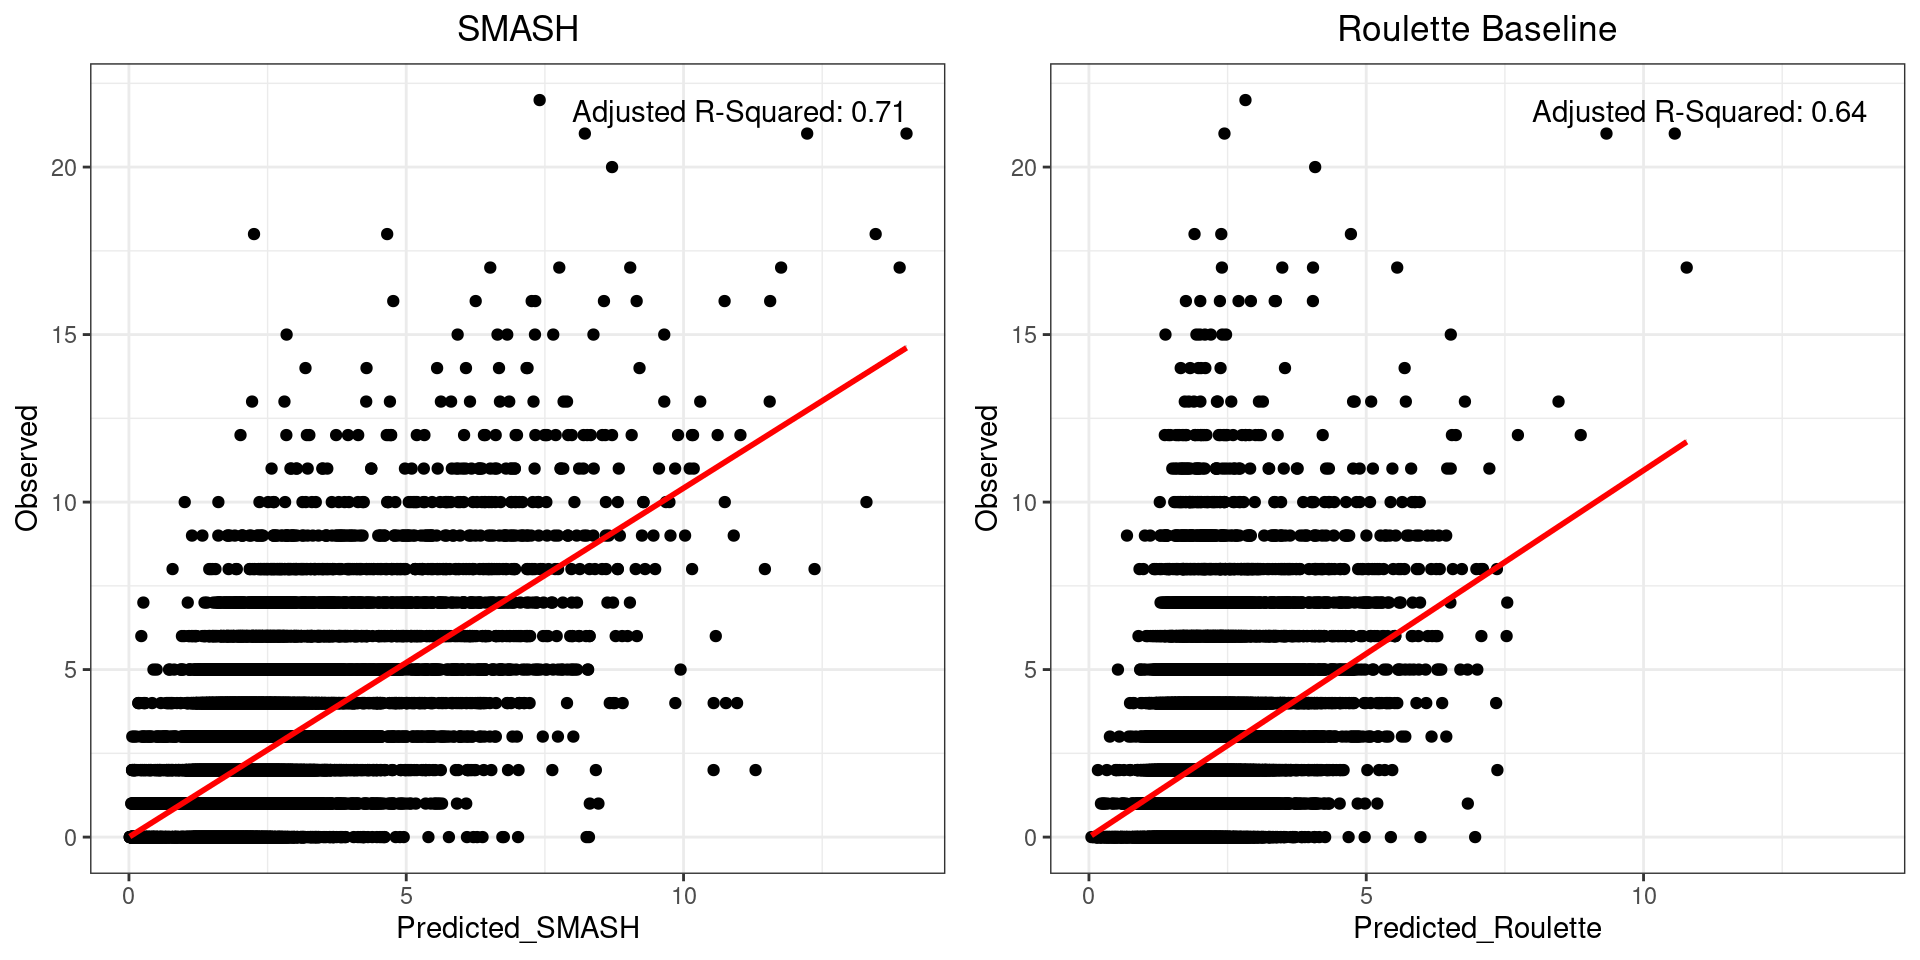 SMASH
Adjusted R-Squared: 0.71
Observed
20
15
10
5
0
0 5 10
Predicted_SMASH
Roulette Baseline
Adjusted R-Squared: 0.64
Observed
20
15
10
5
0
0 5 10
Predicted_Roulette